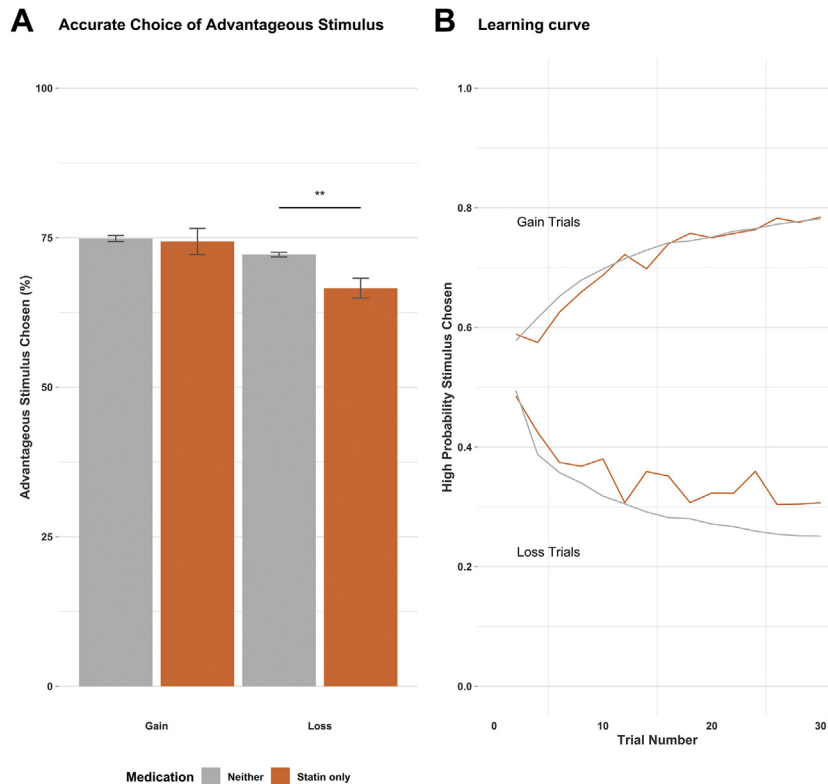 A Accurate Choice of Advantageous Stimulus
Advantageous Stimulus Chosen (%)
100
75
50
25
0
**
Gain Loss
Medication Neither Statin only
B Learning curve
High Probability Stimulus Chosen
1.0
0.8
0.6
0.4
0.2
0.0
Gain Trials
Loss Trials
0 10 20 30
Trial Number